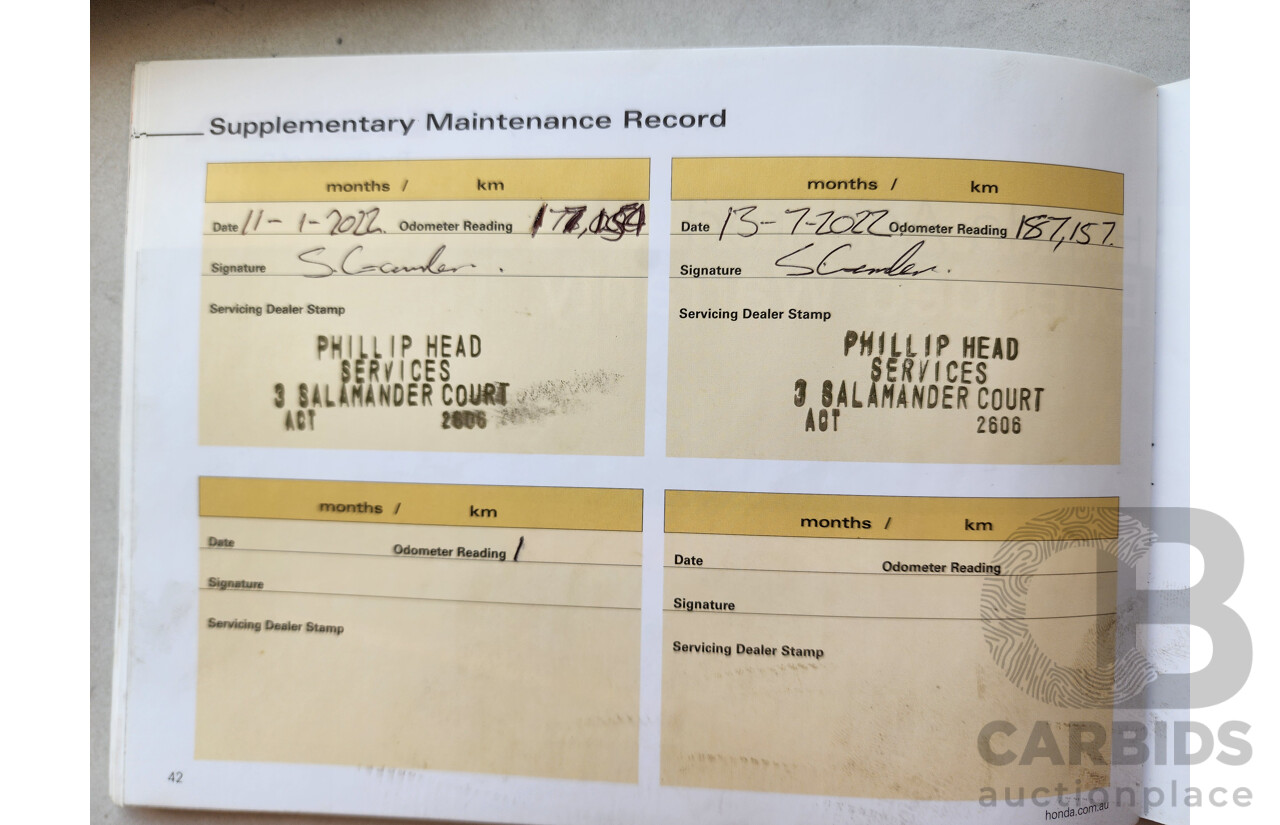 Supplementary Maintenance Record
months / km
Date 11-1-2022. Odometer Reading
Signature
Servicing Dealer Stamp
PHILLIP HEAD
SERVICES
3 SALAMANDER COURT
ACT 2606
months / km
Date 13-7-2022 Odometer Reading 187,157.
Signature
Servicing Dealer Stamp
PHILLIP HEAD
SERVICES
3 SALAMANDER COURT
ACT 2606
months / km
Date Odometer Reading /
Signature
Servicing Dealer Stamp
months / km
Date Odometer Reading
Signature
Servicing Dealer Stamp
42
honda.com.au
CARBIDS
auctionplace